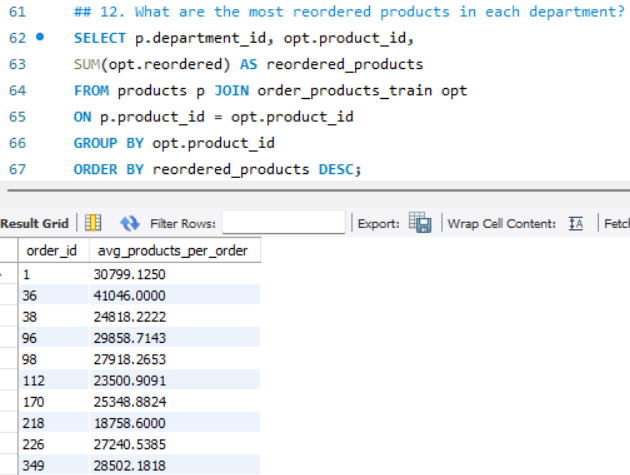 61 ## 12. What are the most reordered products in each department?
62 SELECT p.department_id, opt.product_id,
63 SUM(opt.reordered) AS reordered_products
64 FROM products p JOIN order_products_train opt
65 ON p.product_id = opt.product_id
66 GROUP BY opt.product_id
67 ORDER BY reordered_products DESC;
Result Grid Filter Rows: Export: Wrap Cell Content: Fetch
order_id avg_products_per_order
1 30799.1250
36 41046.0000
38 24818.2222
96 29858.7143
98 27918.2653
112 23500.9091
170 25348.8824
218 18758.6000
226 27240.5385
349 28502.1818